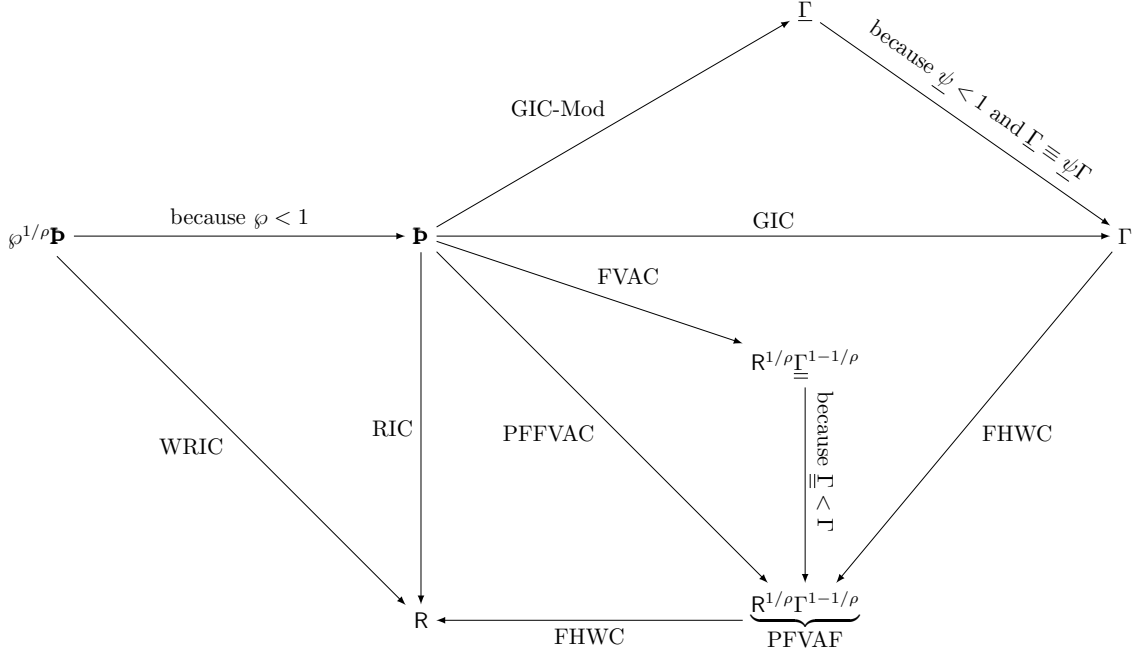 Γ̲
because ψ̲ < 1 and Γ̲ ≡ ψ̲Γ
GIC-Mod
because ℘ < 1
GIC
℘^{1/ρ}Þ
Þ
Γ
FVAC
R^{1/ρ}Γ̳^{1−1/ρ}
because Γ̳ < Γ
WRIC
RIC
PFFVAC
FHWC
R^{1/ρ}Γ^{1−1/ρ}
R
FHWC
PFVAF